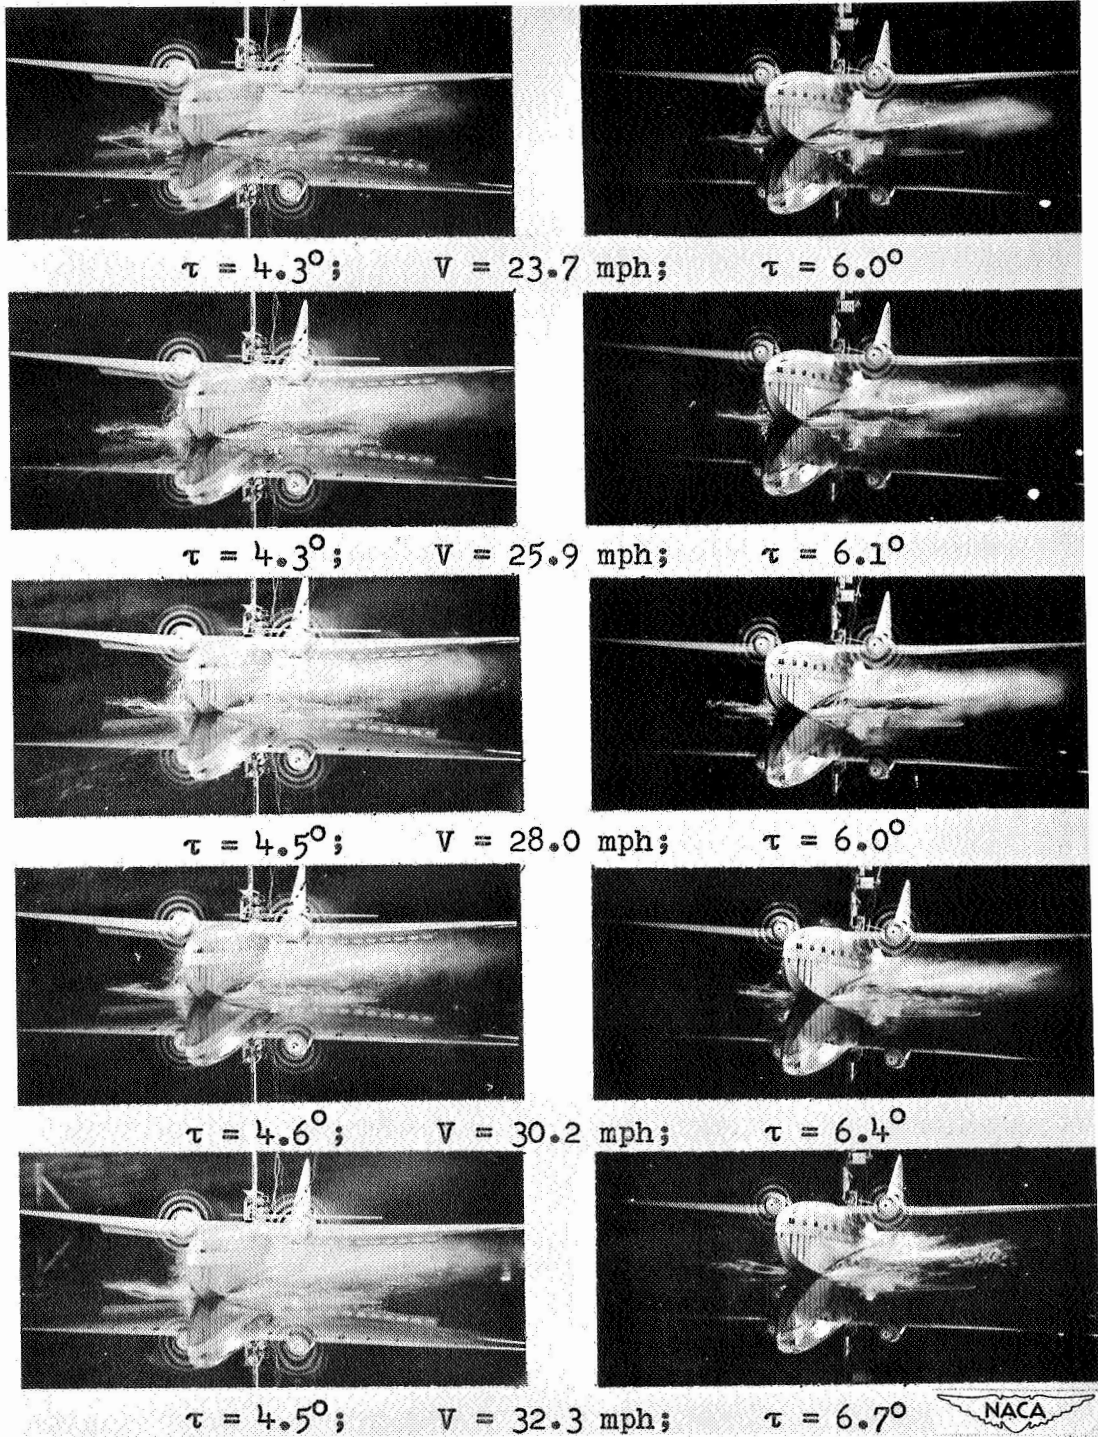 τ = 4.3°; V = 23.7 mph; τ = 6.0°
τ = 4.3°; V = 25.9 mph; τ = 6.1°
τ = 4.5°; V = 28.0 mph; τ = 6.0°
τ = 4.6°; V = 30.2 mph; τ = 6.4°
τ = 4.5°; V = 32.3 mph; τ = 6.7°
NACA